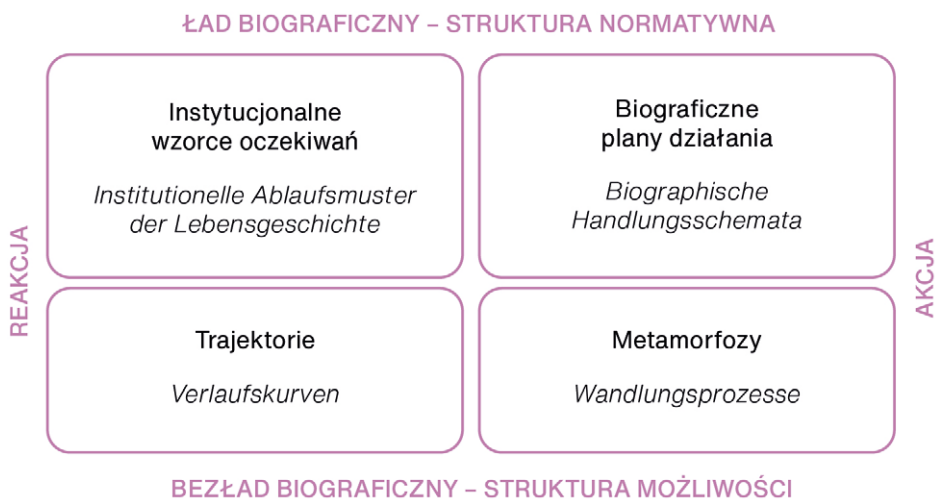 ŁAD BIOGRAFICZNY – STRUKTURA NORMATYWNA
Instytucjonalne
wzorce oczekiwań
Institutionelle Ablaufsmuster
der Lebensgeschichte
Biograficzne
plany działania
Biographische
Handlungsschemata
REAKCJA
AKCJA
Trajektorie
Verlaufskurven
Metamorfozy
Wandlungsprozesse
BEZŁAD BIOGRAFICZNY – STRUKTURA MOŻLIWOŚCI